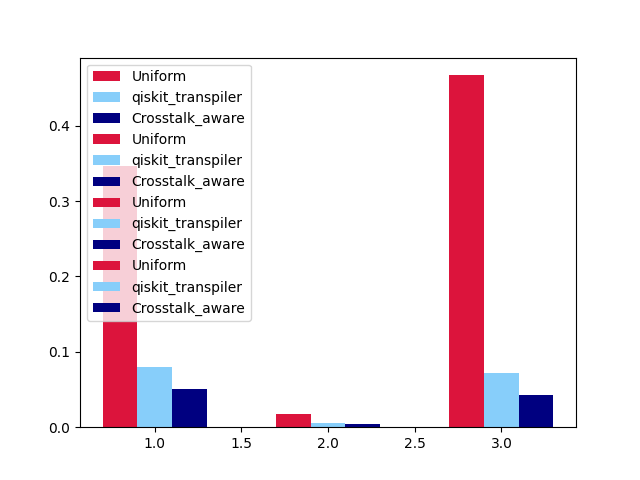 Uniform
qiskit_transpiler
Crosstalk_aware
Uniform
qiskit_transpiler
Crosstalk_aware
Uniform
qiskit_transpiler
Crosstalk_aware
Uniform
qiskit_transpiler
Crosstalk_aware
0.4
0.3
0.2
0.1
0.0
1.0 1.5 2.0 2.5 3.0